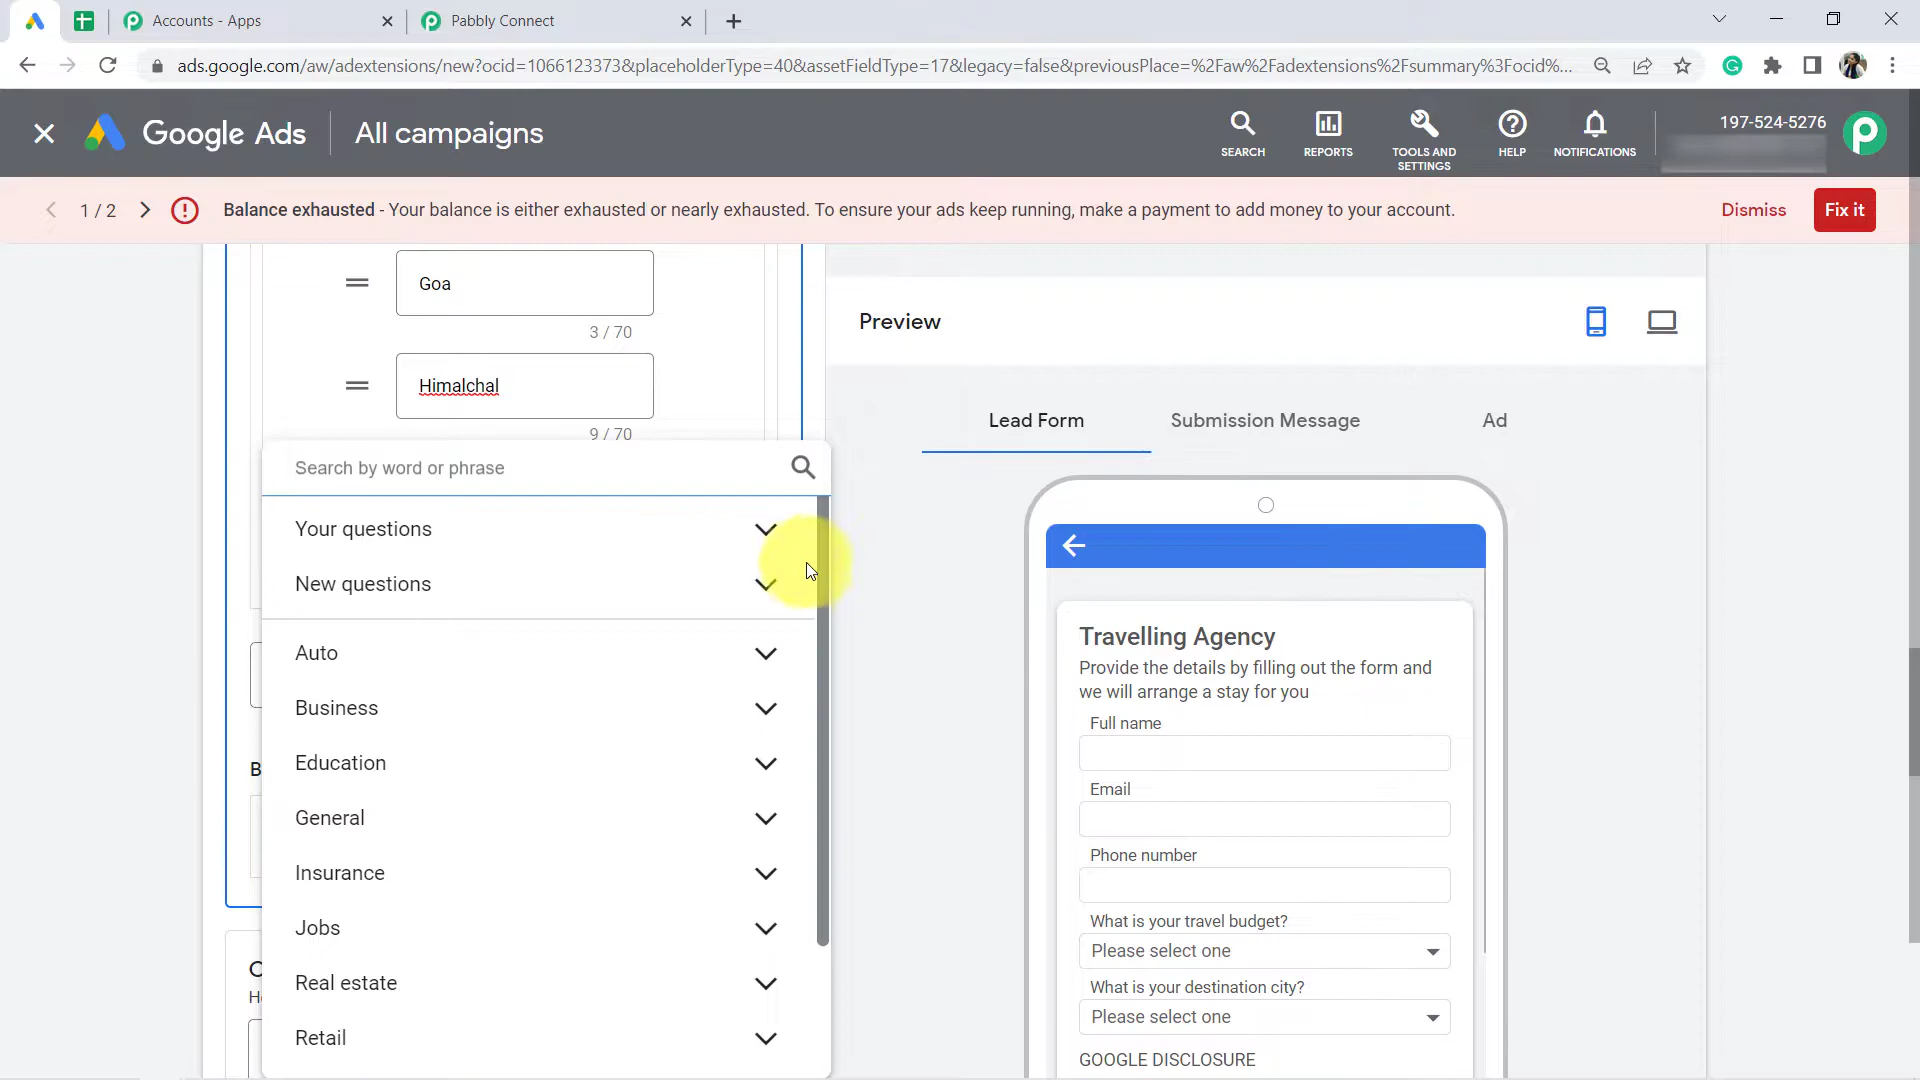 Accounts - Apps
Pabbly Connect
ads.google.com/aw/adextensions/new?ocid=1066123373&placeholderType=40&assetFieldType=17&legacy=false&previousPlace=%2Faw%2Fadextensions%2Fsummary%3Focid%...
Google Ads
All campaigns
SEARCH
REPORTS
TOOLS AND
SETTINGS
HELP
NOTIFICATIONS
197-524-5276
1 / 2
Balance exhausted - Your balance is either exhausted or nearly exhausted. To ensure your ads keep running, make a payment to add money to your account.
Dismiss
Fix it
Goa
3 / 70
Himalchal
9 / 70
Search by word or phrase
Your questions
New questions
Auto
Business
Education
General
Insurance
Jobs
Real estate
Retail
B
Preview
Lead Form
Submission Message
Ad
Travelling Agency
Provide the details by filling out the form and
we will arrange a stay for you
Full name
Email
Phone number
What is your travel budget?
Please select one
What is your destination city?
Please select one
GOOGLE DISCLOSURE